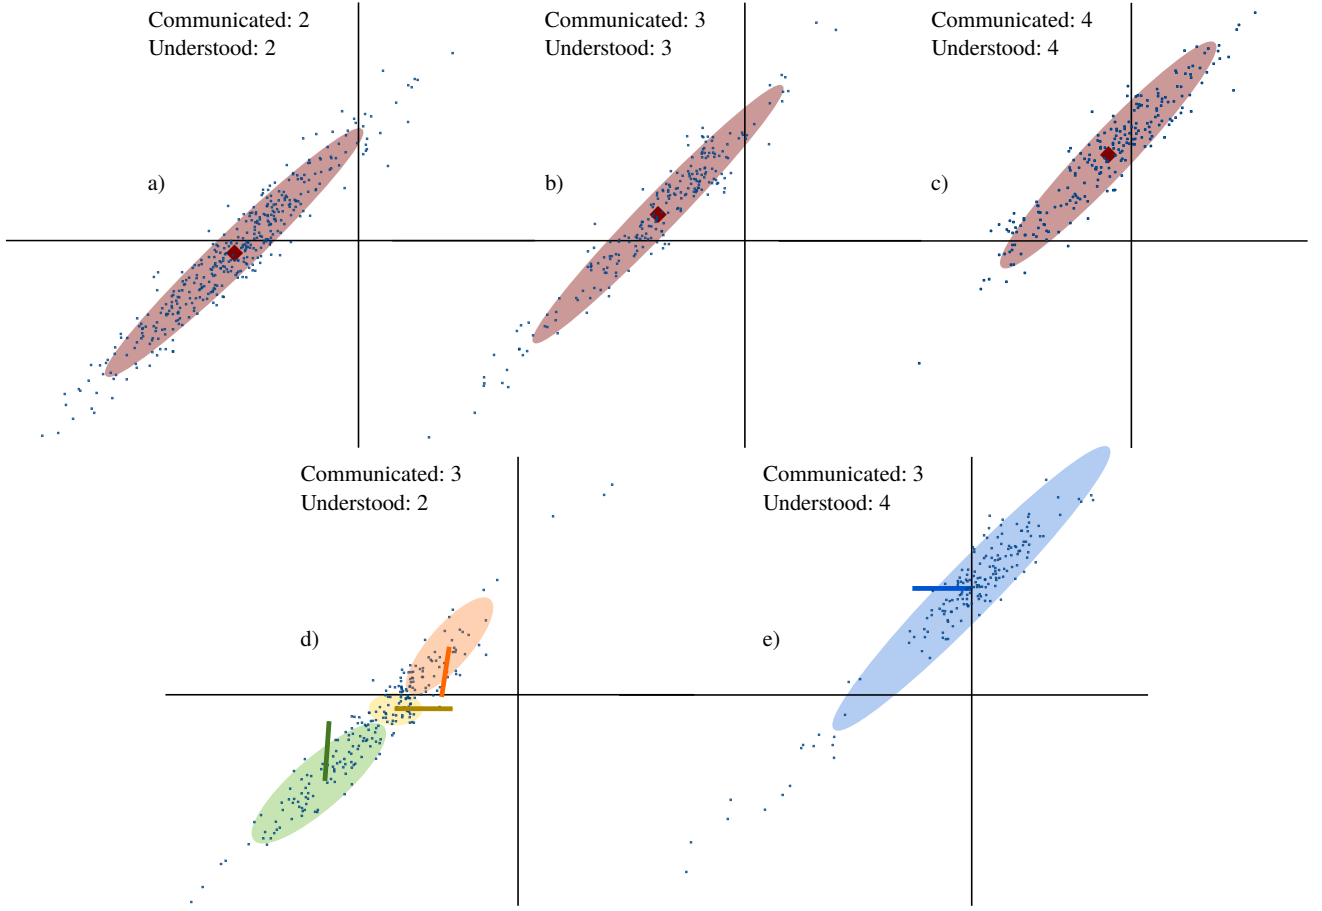 Communicated: 2
Understood: 2
a)
Communicated: 3
Understood: 3
b)
Communicated: 4
Understood: 4
c)
Communicated: 3
Understood: 2
d)
Communicated: 3
Understood: 4
e)